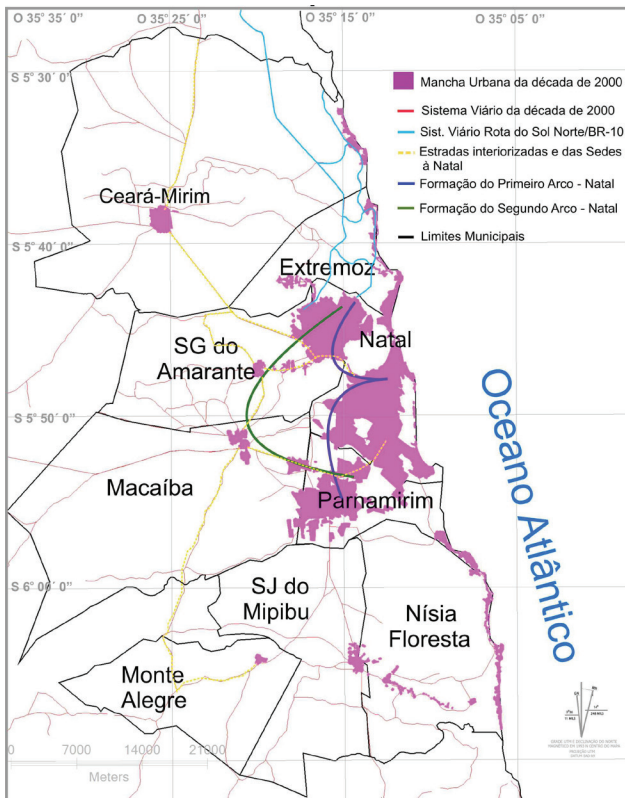 O 35° 35´ 0´´
O 35° 25´ 0´´
O 35° 15´ 0´´
O 35° 05´ 0´´
S 5° 30´ 0´´
S 5° 40´ 0´´
S 5° 50´ 0´´
S 6° 00´ 0´´
Mancha Urbana da década de 2000
Sistema Viário da década de 2000
Sist. Viário Rota do Sol Norte/BR-10
Estradas interiorizadas e das Sedes
à Natal
Formação do Primeiro Arco - Natal
Formação do Segundo Arco - Natal
Limites Municipais
Ceará-Mirim
Extremoz
Natal
SG do
Amarante
Macaíba
Parnamirim
SJ do
Mipibu
Nísia
Floresta
Monte
Alegre
Oceano Atlântico
0 7000 14000 21000
Meters